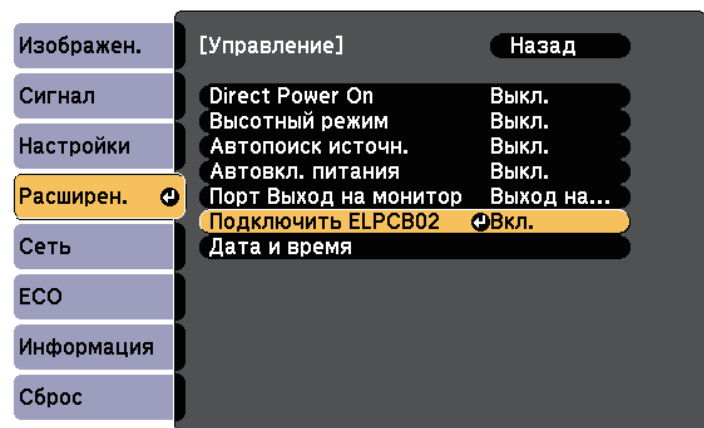 Изображен.
Сигнал
Настройки
Расширен.
Сеть
ECO
Информация
Сброс
[Управление] Назад
Direct Power On Выкл.
Высотный режим Выкл.
Автопоиск источн. Выкл.
Автовкл. питания Выкл.
Порт Выход на монитор Выход на...
Подключить ELPCB02 Вкл.
Дата и время